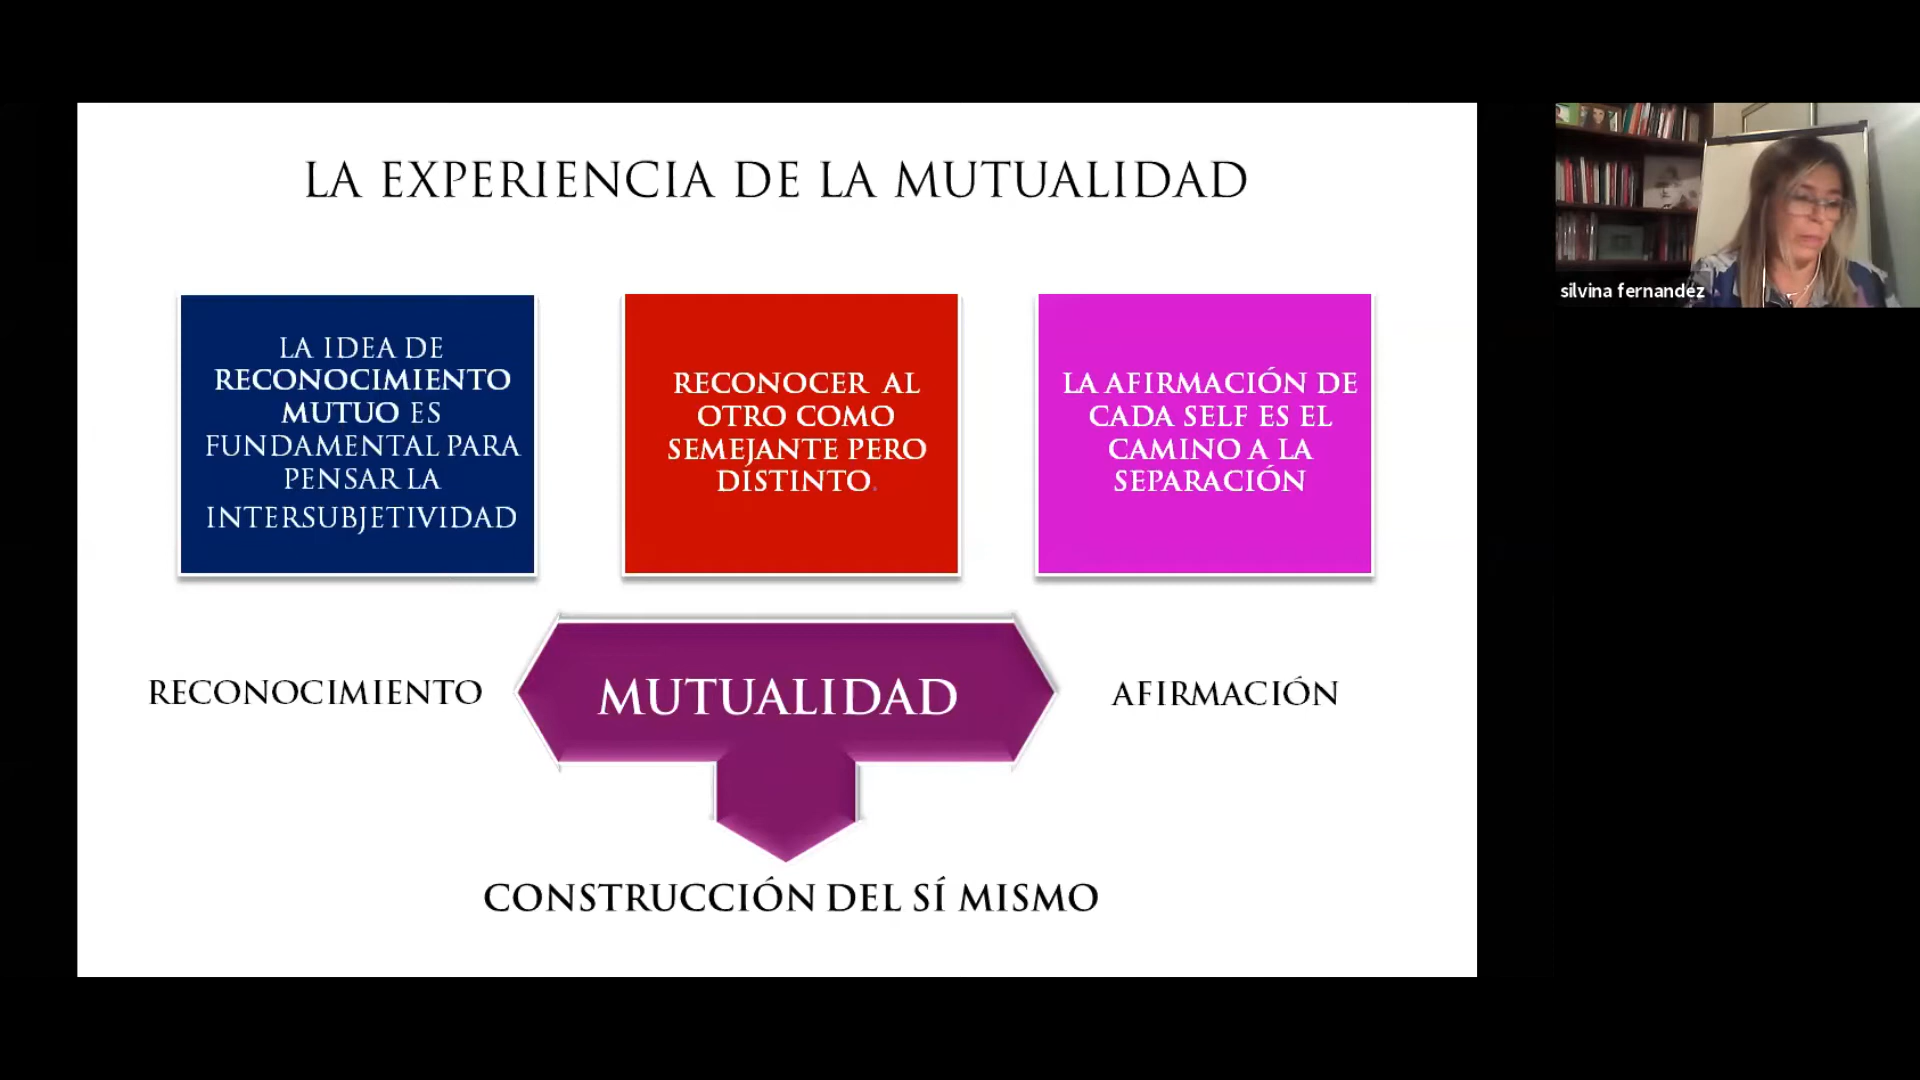 LA EXPERIENCIA DE LA MUTUALIDAD
LA IDEA DE
RECONOCIMIENTO
MUTUO ES
FUNDAMENTAL PARA
PENSAR LA
INTERSUBJETIVIDAD
RECONOCER AL
OTRO COMO
SEMEJANTE PERO
DISTINTO.
LA AFIRMACIÓN DE
CADA SELF ES EL
CAMINO A LA
SEPARACIÓN
RECONOCIMIENTO
MUTUALIDAD
AFIRMACIÓN
CONSTRUCCIÓN DEL SÍ MISMO
silvina fernandez